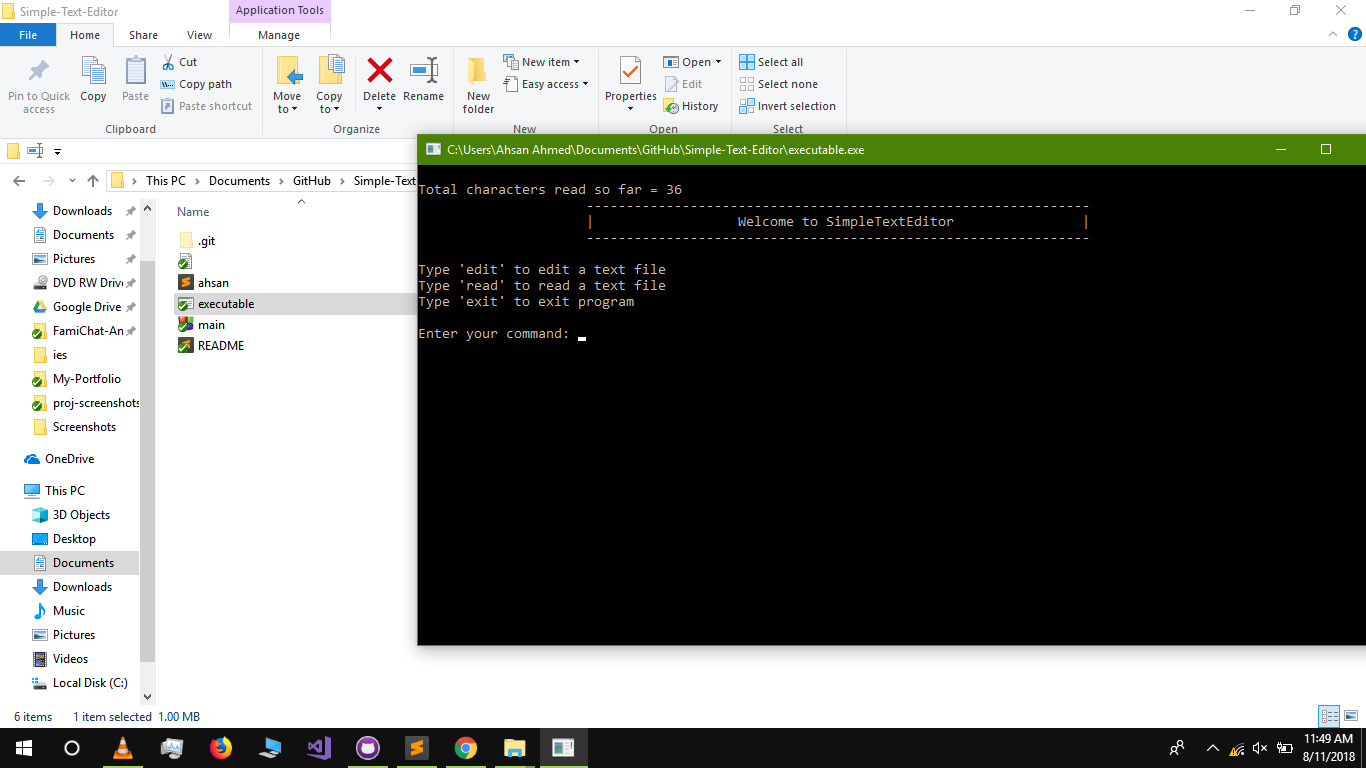 Simple-Text-Editor
Application Tools
File Home Share View Manage
Pin to Quick access
Copy
Paste
Cut
Copy path
Paste shortcut
Clipboard
Move to
Copy to
Delete
Rename
Organize
New folder
New item
Easy access
New
Properties
Open
Edit
History
Open
Select all
Select none
Invert selection
Select
This PC > Documents > GitHub > Simple-Text
Downloads
Documents
Pictures
DVD RW Drive
Google Drive
FamiChat-An
ies
My-Portfolio
proj-screenshots
Screenshots
OneDrive
This PC
3D Objects
Desktop
Documents
Downloads
Music
Pictures
Videos
Local Disk (C:)
Name
.git
ahsan
executable
main
README
6 items 1 item selected 1.00 MB
C:\Users\Ahsan Ahmed\Documents\GitHub\Simple-Text-Editor\executable.exe
Total characters read so far = 36
---------------------------------------------------------------
| Welcome to SimpleTextEditor |
---------------------------------------------------------------
Type 'edit' to edit a text file
Type 'read' to read a text file
Type 'exit' to exit program
Enter your command:
11:49 AM
8/11/2018